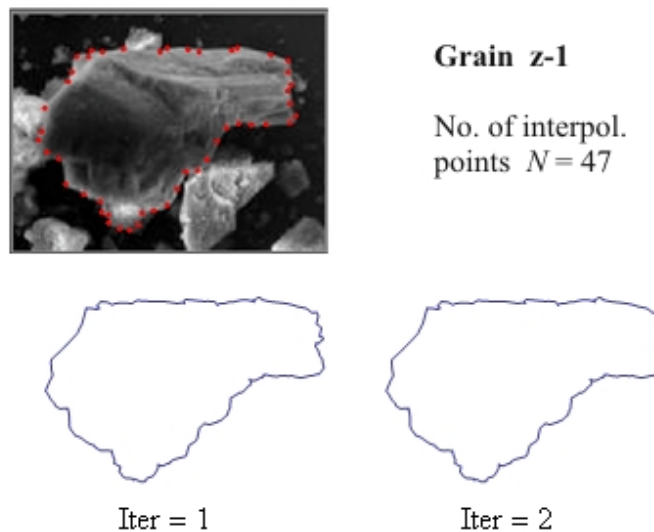 Grain z-1
No. of interpol.
points N = 47
Iter = 1
Iter = 2